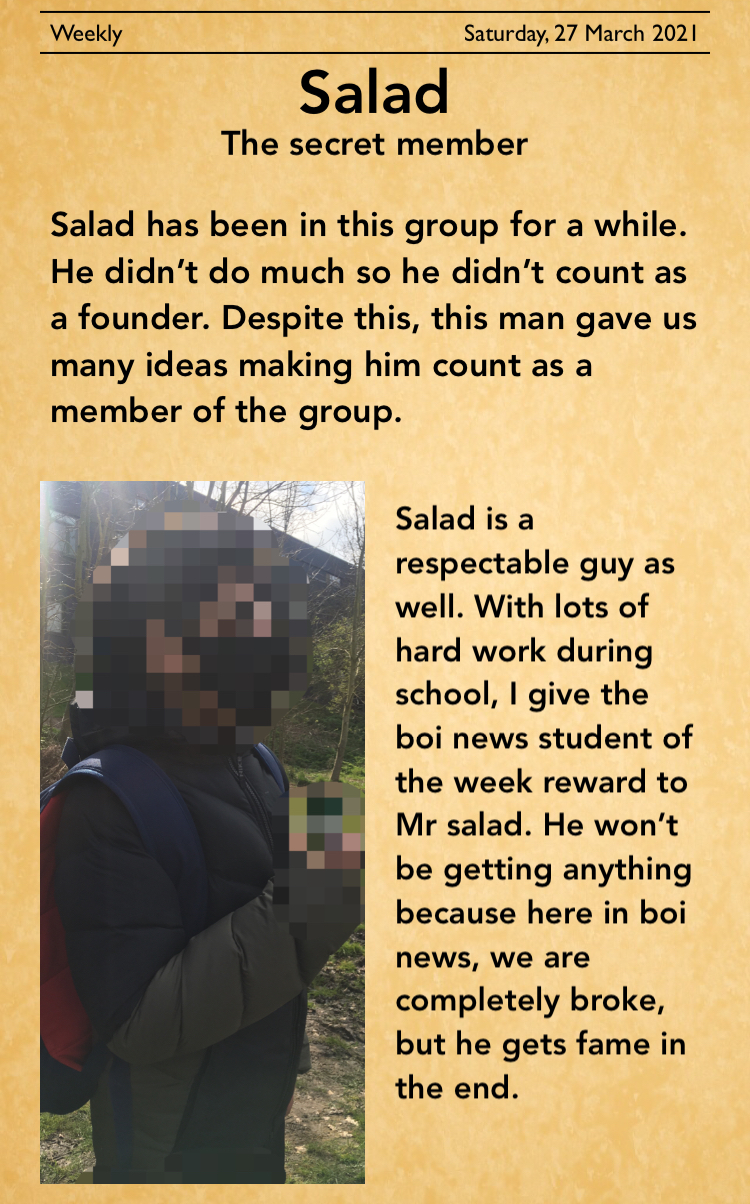 Weekly Saturday, 27 March 2021
Salad
The secret member
Salad has been in this group for a while.
He didn’t do much so he didn’t count as
a founder. Despite this, this man gave us
many ideas making him count as a
member of the group.
Salad is a
respectable guy as
well. With lots of
hard work during
school, I give the
boi news student of
the week reward to
Mr salad. He won’t
be getting anything
because here in boi
news, we are
completely broke,
but he gets fame in
the end.